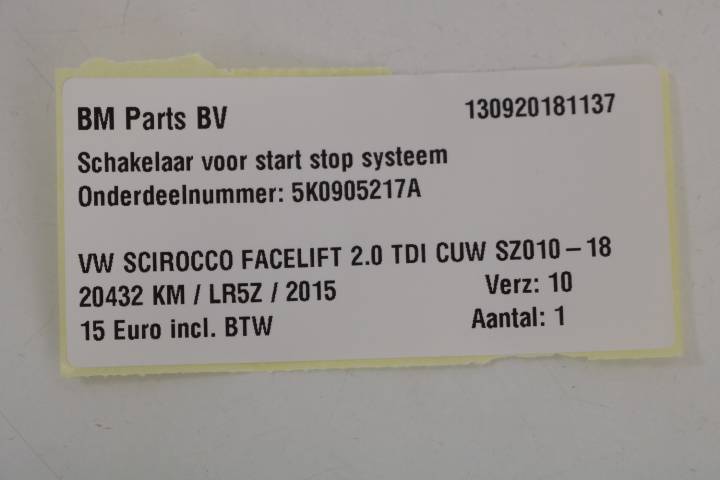 BM Parts BV 130920181137
Schakelaar voor start stop systeem
Onderdeelnummer: 5K0905217A
VW SCIROCCO FACELIFT 2.0 TDI CUW SZ010-18
20432 KM / LR5Z / 2015 Verz: 10
15 Euro incl. BTW Aantal: 1